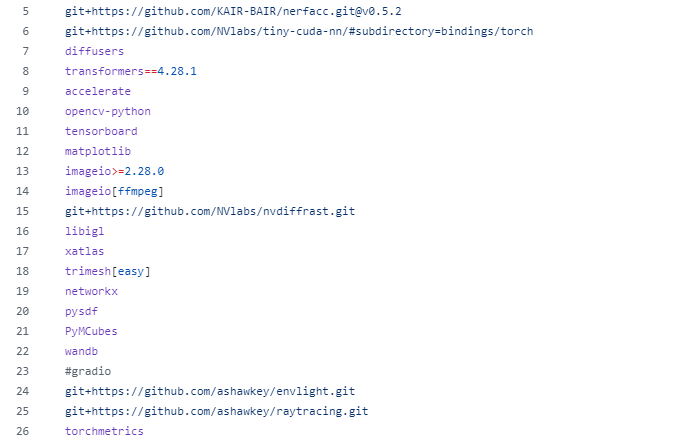 5 git+https://github.com/KAIR-BAIR/nerfacc.git@v0.5.2
6 git+https://github.com/NVlabs/tiny-cuda-nn/#subdirectory=bindings/torch
7 diffusers
8 transformers==4.28.1
9 accelerate
10 opencv-python
11 tensorboard
12 matplotlib
13 imageio>=2.28.0
14 imageio[ffmpeg]
15 git+https://github.com/NVlabs/nvdiffrast.git
16 libigl
17 xatlas
18 trimesh[easy]
19 networkx
20 pysdf
21 PyMCubes
22 wandb
23 #gradio
24 git+https://github.com/ashawkey/envlight.git
25 git+https://github.com/ashawkey/raytracing.git
26 torchmetrics